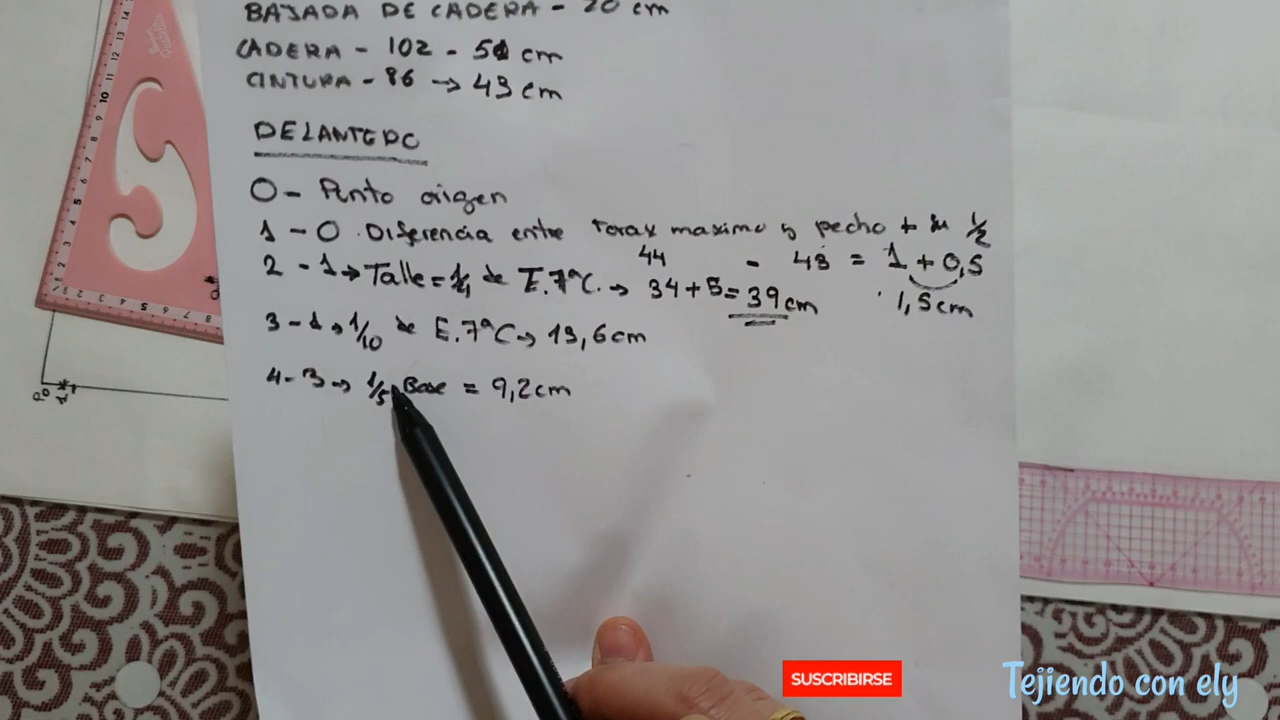 BAJADA DE CADERA - 20 cm
CADERA - 102 - 51 cm
CINTURA - 86 → 43 cm
DELANTERO
0 - Punto origen
1 - 0 . Diferencia entre Torax maximo y pecho + su 1/2
44 - 43 = 1 + 0,5
2 - 1 → Talle = 1/4 de E.7ªC. → 34 + 5 = 39 cm
1,5 cm
3 - 1 → 1/10 de E.7ªC → 13,6 cm
4 - 3 → 1/5 Base = 9,2 cm
SUSCRIBIRSE
Tejiendo con ely